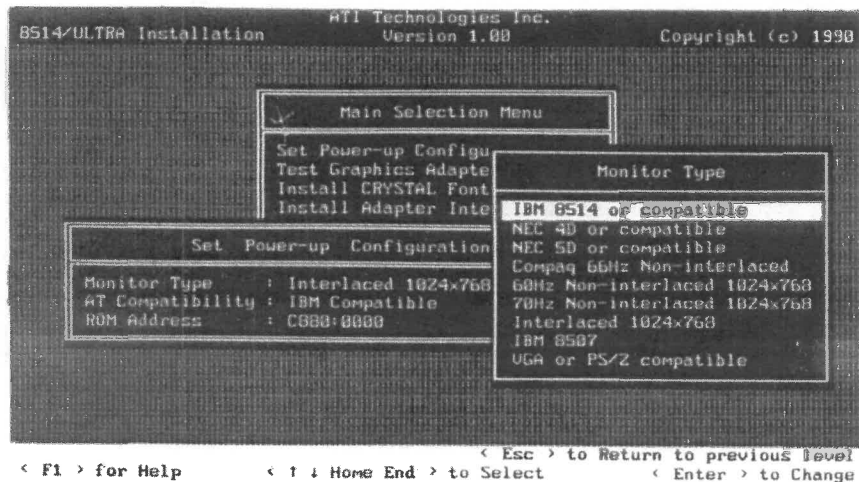 ATI Technologies Inc.
8514/ULTRA Installation Version 1.00 Copyright (c) 1990
Main Selection Menu
Set Power-up Configu
Test Graphics Adapte
Install CRYSTAL Font
Install Adapter Inte
Monitor Type
IBM 8514 or compatible
NEC 4D or compatible
NEC 5D or compatible
Compaq 66Hz Non-interlaced
60Hz Non-interlaced 1024x768
70Hz Non-interlaced 1024x768
Interlaced 1024x768
IBM 8507
VGA or PS/2 compatible
Set Power-up Configuration
Monitor Type : Interlaced 1024x768
AT Compatibility : IBM Compatible
ROM Address : C880:0000
< Esc > to Return to previous level
< F1 > for Help < ↑ ↓ Home End > to Select < Enter > to Change